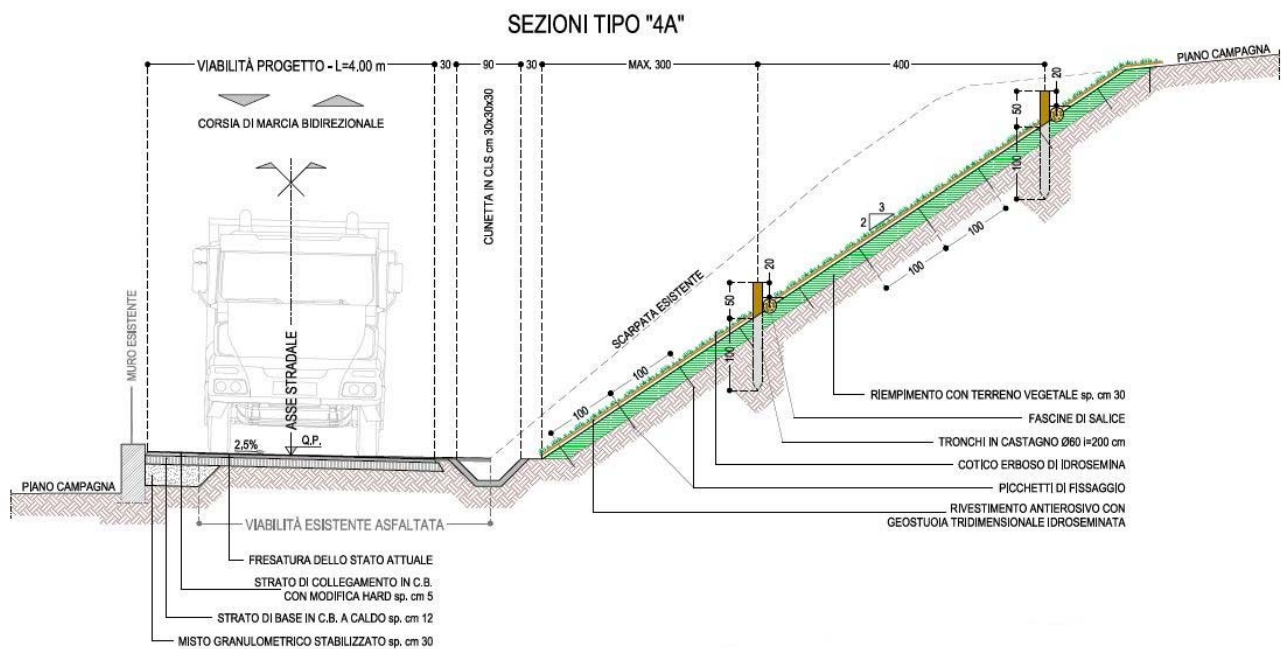 SEZIONI TIPO "4A"
VIABILITÀ PROGETTO - L=4.00 m
30
90
30
MAX. 300
400
PIANO CAMPAGNA
CORSIA DI MARCIA BIDIREZIONALE
CUNETTA IN CLS cm 30x30x30
20
50
100
3
2
100
100
SCARPATA ESISTENTE
20
50
100
MURO ESISTENTE
ASSE STRADALE
100
100
2,5%
Q.P.
PIANO CAMPAGNA
VIABILITÀ ESISTENTE ASFALTATA
RIEMPIMENTO CON TERRENO VEGETALE sp. cm 30
FASCINE DI SALICE
TRONCHI IN CASTAGNO Ø60 i=200 cm
COTICO ERBOSO DI IDROSEMINA
PICCHETTI DI FISSAGGIO
RIVESTIMENTO ANTIEROSIVO CON
GEOSTUOIA TRIDIMENSIONALE IDROSEMINATA
FRESATURA DELLO STATO ATTUALE
STRATO DI COLLEGAMENTO IN C.B.
CON MODIFICA HARD sp. cm 5
STRATO DI BASE IN C.B. A CALDO sp. cm 12
MISTO GRANULOMETRICO STABILIZZATO sp. cm 30